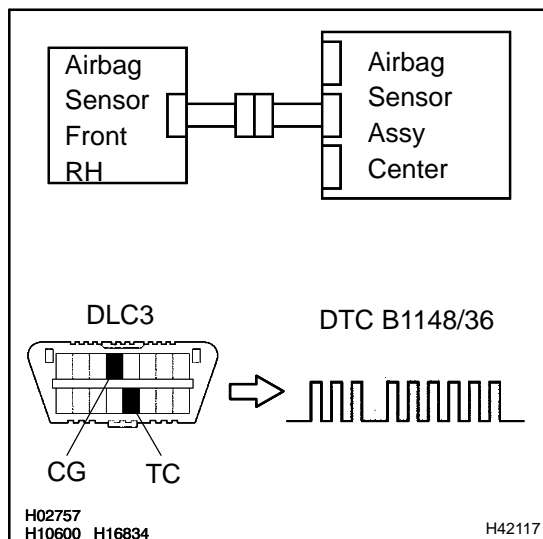 Airbag
Sensor
Front
RH
Airbag
Sensor
Assy
Center
DLC3
DTC B1148/36
CG
TC
H02757
H10600 H16834
H42117